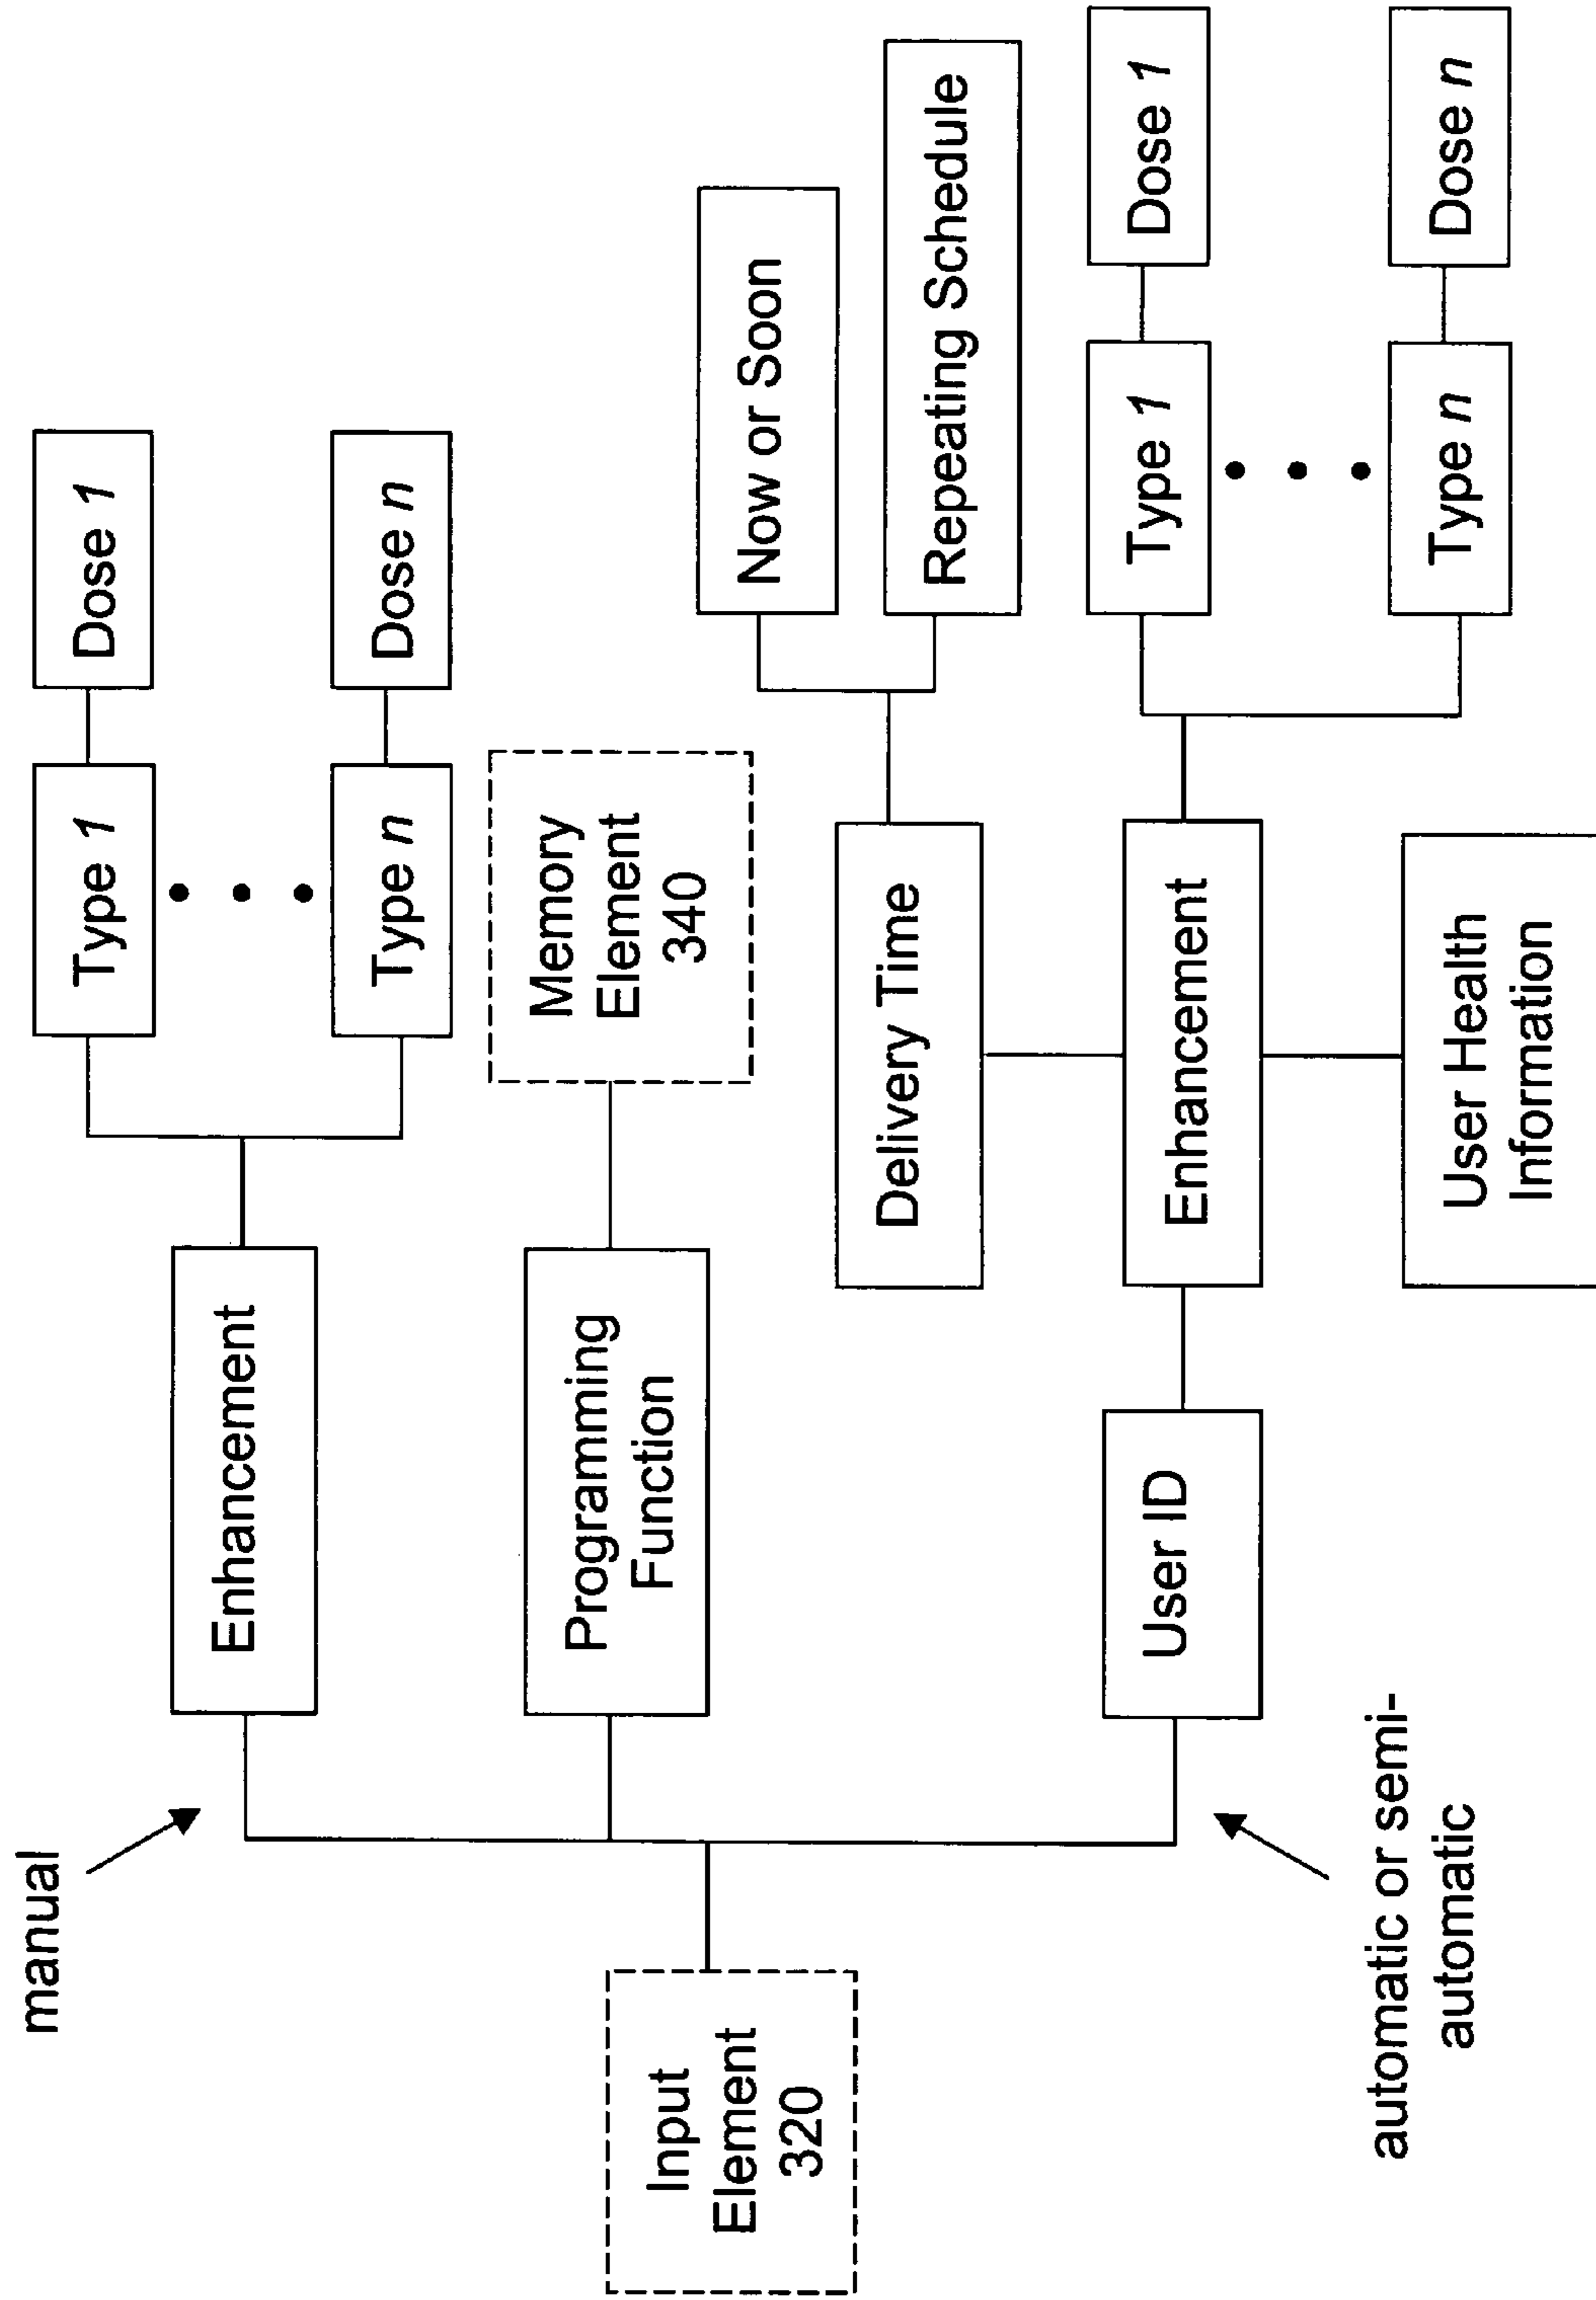 manual
Enhancement
Type 1
Dose 1
Type n
Dose n
Input
Element
320
Programming
Function
Memory
Element
340
Delivery Time
Now or Soon
Repeating Schedule
User ID
Enhancement
Type 1
Dose 1
Type n
Dose n
User Health
Information
automatic or semi-
automatic